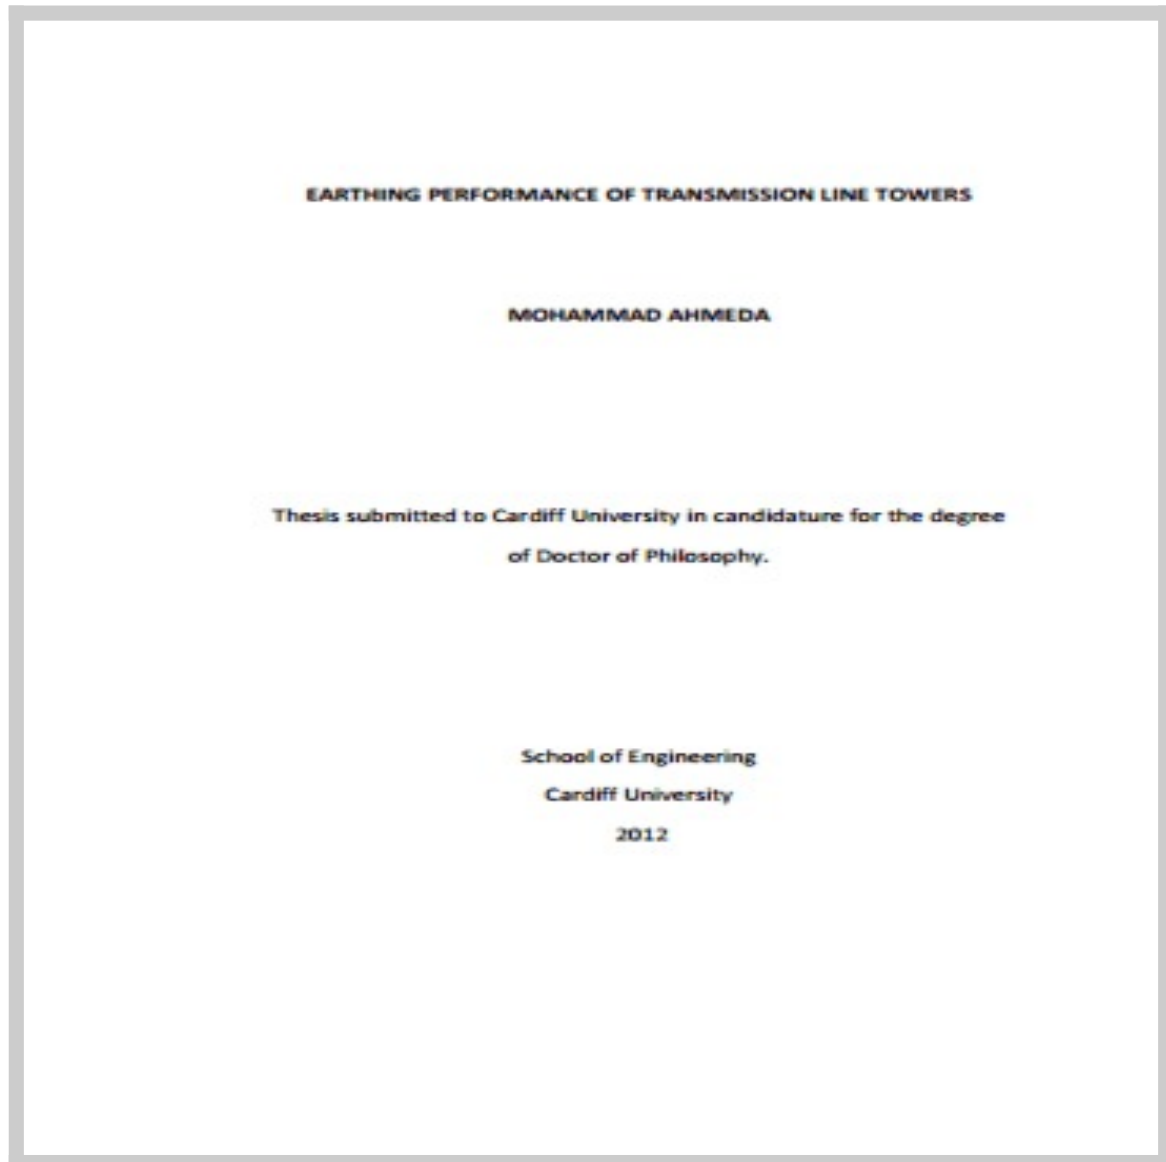 EARTHING PERFORMANCE OF TRANSMISSION LINE TOWERS
MOHAMMAD AHMEDA
Thesis submitted to Cardiff University in candidature for the degree
of Doctor of Philosophy.
School of Engineering
Cardiff University
2012